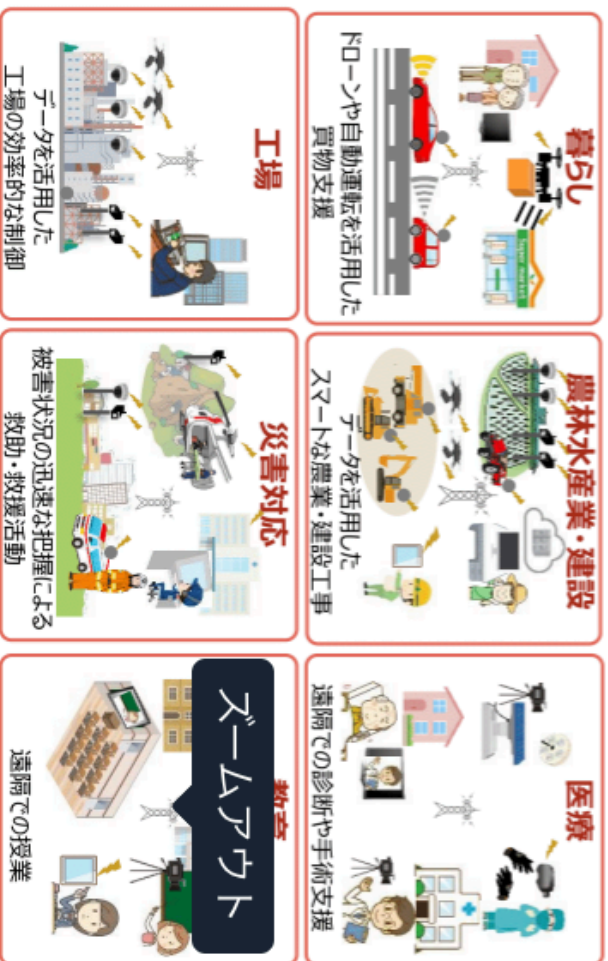 暮らし
Super market
ドローンや自動運転を活用した
買物支援
農林水産業・建設
データを活用した
スマートな農業・建設工事
医療
遠隔での診断や手術支援
工場
データを活用した
工場の効率的な制御
災害対応
被害状況の迅速な把握による
救助・救援活動
教育
ズームアウト
遠隔での授業